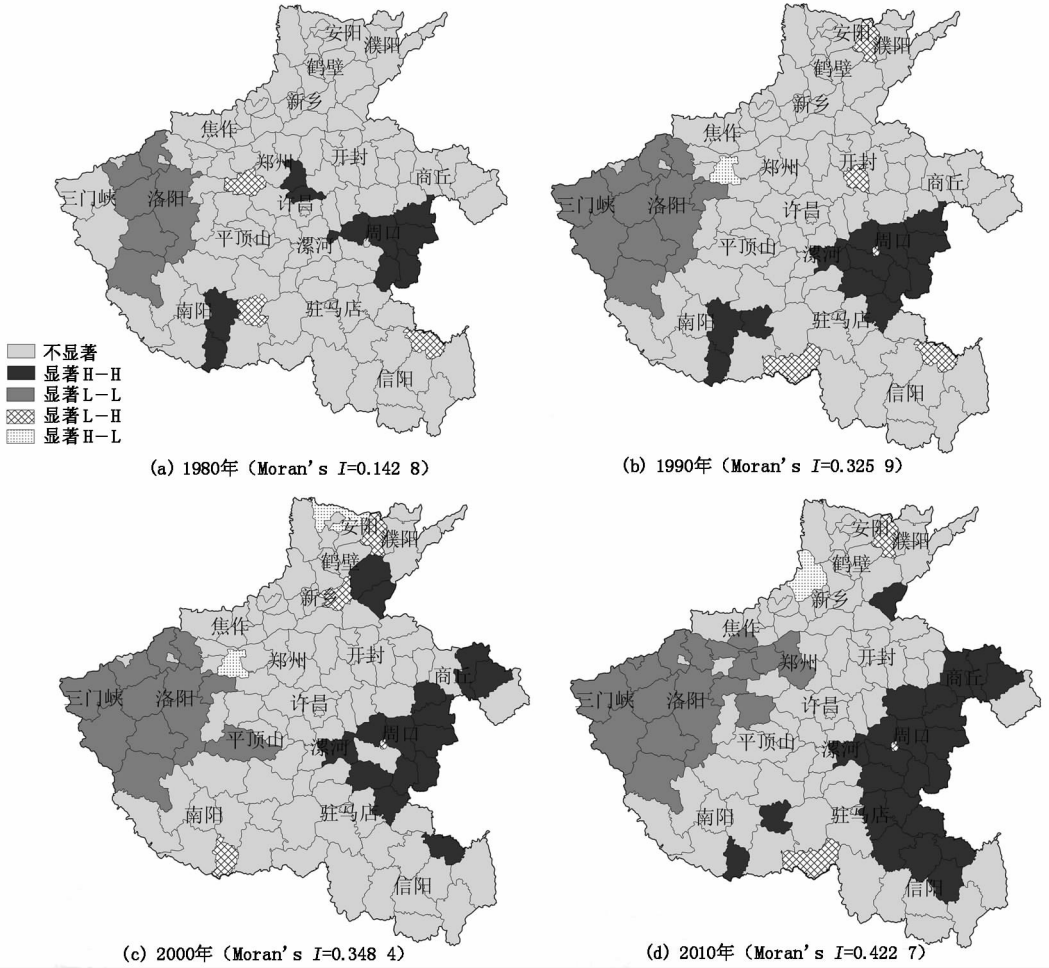 安阳
濮阳
鹤壁
新乡
焦作
郑州
开封
商丘
三门峡
洛阳
许昌
平顶山
漯河
周口
南阳
驻马店
信阳
不显著
显著H-H
显著L-L
显著L-H
显著H-L
(a) 1980年（Moran's I=0.142 8）
安阳
濮阳
鹤壁
新乡
焦作
郑州
开封
商丘
三门峡
洛阳
许昌
平顶山
漯河
周口
南阳
驻马店
信阳
(b) 1990年（Moran's I=0.325 9）
安阳
濮阳
鹤壁
新乡
焦作
郑州
开封
商丘
三门峡
洛阳
许昌
平顶山
漯河
周口
南阳
驻马店
信阳
(c) 2000年（Moran's I=0.348 4）
安阳
濮阳
鹤壁
新乡
焦作
郑州
开封
商丘
三门峡
洛阳
许昌
平顶山
漯河
周口
南阳
驻马店
信阳
(d) 2010年（Moran's I=0.422 7）